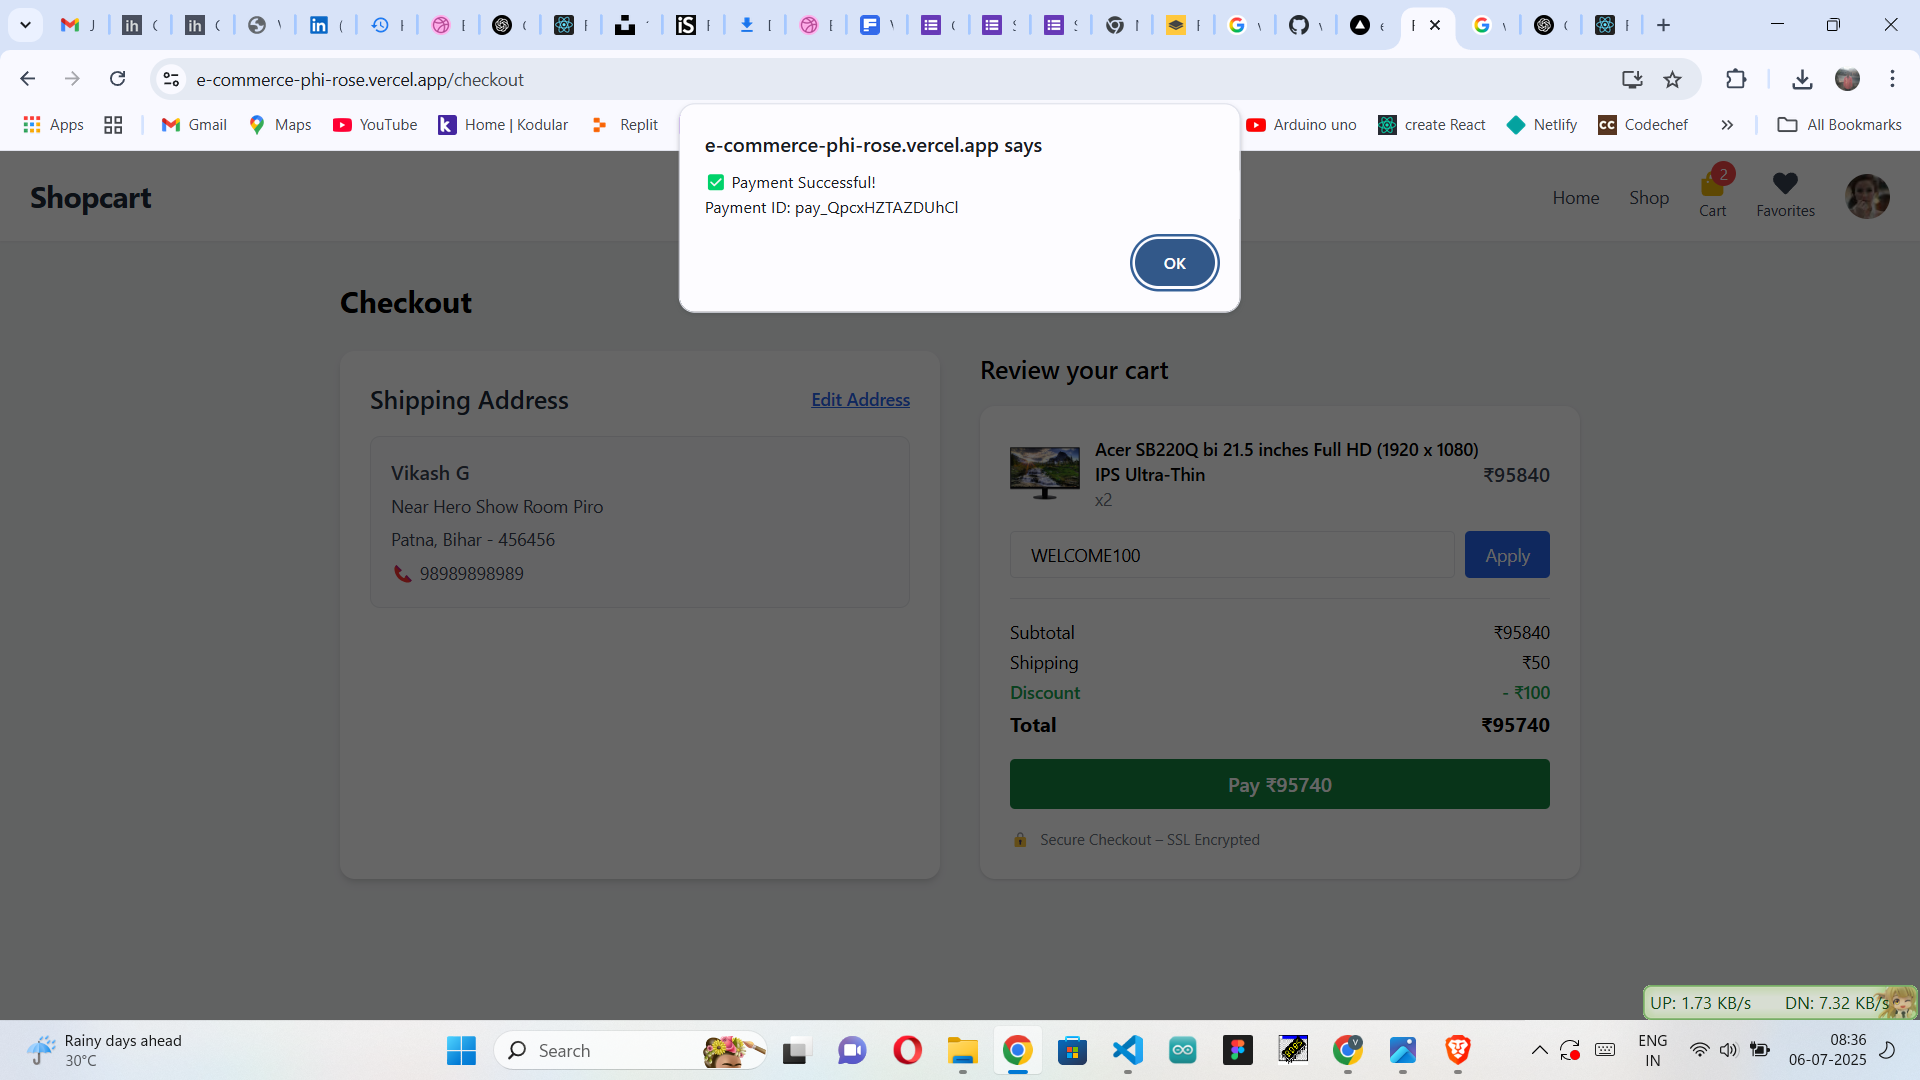 e-commerce-phi-rose.vercel.app/checkout
Apps
Gmail
Maps
YouTube
Home | Kodular
Replit
Arduino uno
create React
Netlify
Codechef
All Bookmarks
e-commerce-phi-rose.vercel.app says
✅ Payment Successful!
Payment ID: pay_QpcxHZTAZDUhCl
OK
Shopcart
Home
Shop
2
Cart
Favorites
Checkout
Shipping Address
Edit Address
Vikash G
Near Hero Show Room Piro
Patna, Bihar - 456456
📞 98989898989
Review your cart
Acer SB220Q bi 21.5 inches Full HD (1920 x 1080)
IPS Ultra-Thin
₹95840
x2
WELCOME100
Apply
Subtotal ₹95840
Shipping ₹50
Discount - ₹100
Total ₹95740
Pay ₹95740
🔒 Secure Checkout – SSL Encrypted
UP: 1.73 KB/s DN: 7.32 KB/s
Rainy days ahead
30°C
Search
ENG
IN
08:36
06-07-2025